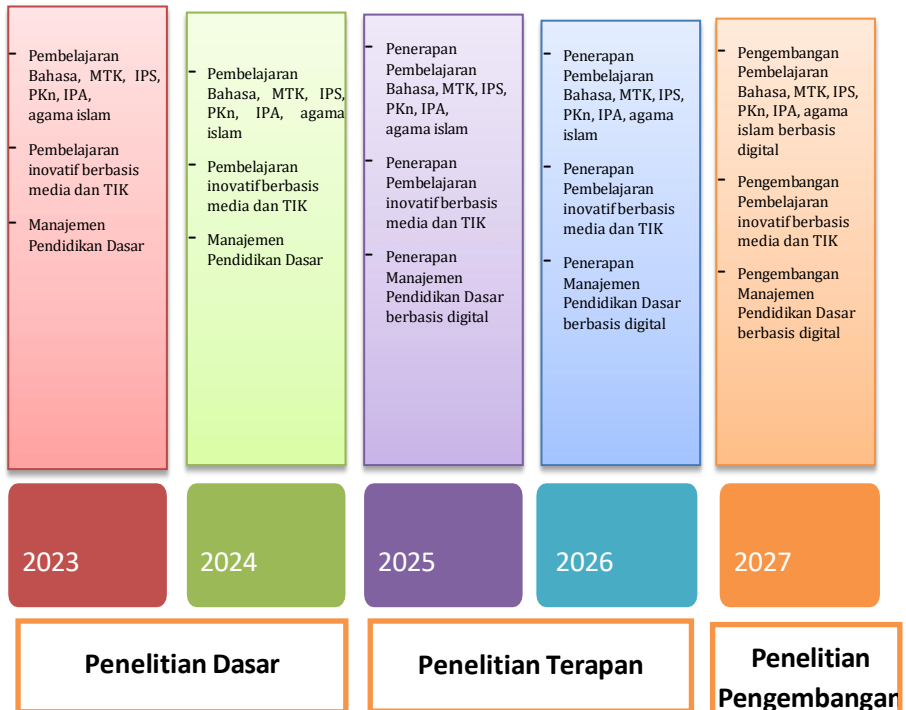 - Pembelajaran
Bahasa, MTK, IPS,
PKn, IPA,
agama islam
- Pembelajaran
inovatif berbasis
media dan TIK
- Manajemen
Pendidikan Dasar
- Pembelajaran
Bahasa, MTK, IPS,
PKn, IPA, agama
islam
- Pembelajaran
inovatif berbasis
media dan TIK
- Manajemen
Pendidikan Dasar
- Penerapan
Pembelajaran
Bahasa, MTK, IPS,
PKn, IPA,
agama islam
- Penerapan
Pembelajaran
inovatif berbasis
media dan TIK
- Penerapan
Manajemen
Pendidikan Dasar
berbasis digital
- Penerapan
Pembelajaran
Bahasa, MTK, IPS,
PKn, IPA, agama
islam
- Penerapan
Pembelajaran
inovatif berbasis
media dan TIK
- Penerapan
Manajemen
Pendidikan Dasar
berbasis digital
- Pengembangan
Pembelajaran
Bahasa, MTK, IPS,
PKn, IPA, agama
islam berbasis
digital
- Pengembangan
Pembelajaran
inovatif berbasis
media dan TIK
- Pengembangan
Manajemen
Pendidikan Dasar
berbasis digital
2023
2024
2025
2026
2027
Penelitian Dasar
Penelitian Terapan
Penelitian
Pengembangan